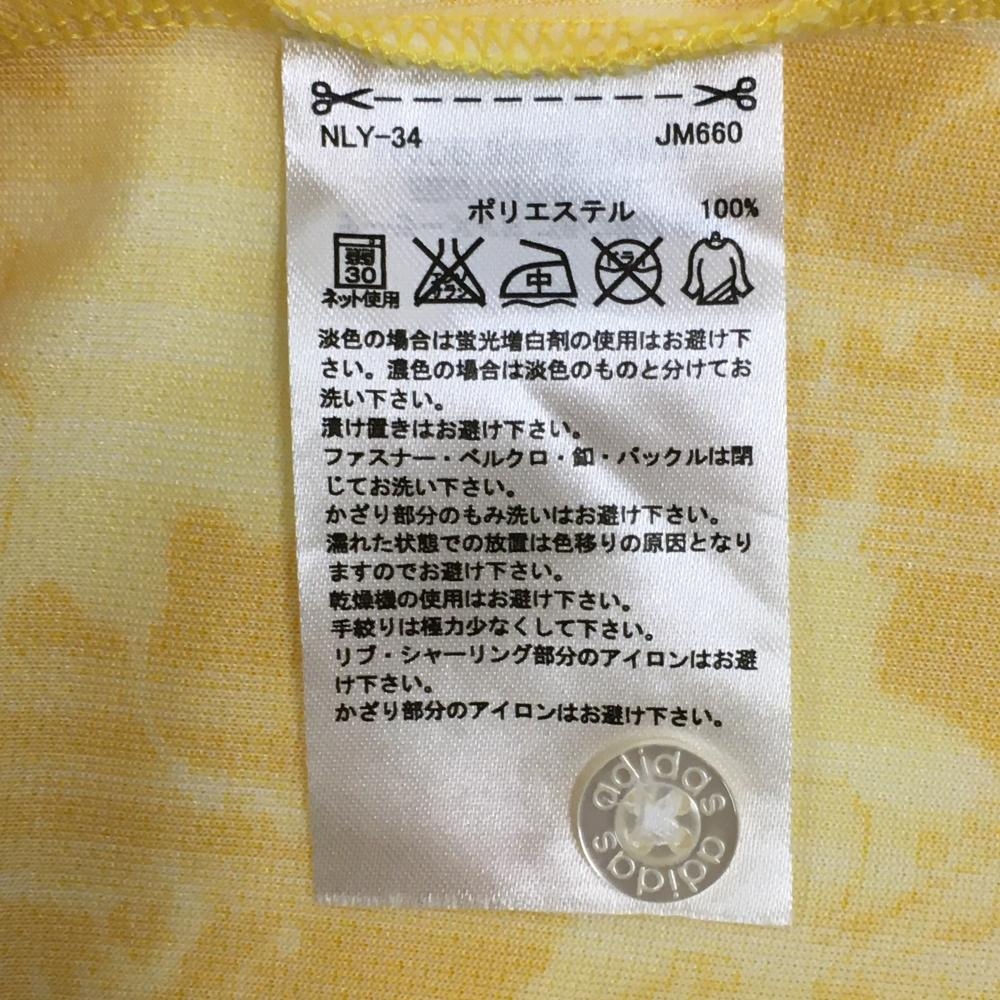 NLY-34 JM660
ポリエステル 100%
弱
30
ネット使用
エンソ
サラシ
中
ドライ
淡色の場合は蛍光増白剤の使用はお避け下
さい。濃色の場合は淡色のものと分けてお
洗い下さい。
漬け置きはお避け下さい。
ファスナー・ベルクロ・釦・バックルは閉
じてお洗い下さい。
かざり部分のもみ洗いはお避け下さい。
濡れた状態での放置は色移りの原因となり
ますのでお避け下さい。
乾燥機の使用はお避け下さい。
手絞りは極力少なくして下さい。
リブ・シャーリング部分のアイロンはお避
け下さい。
かざり部分のアイロンはお避け下さい。
adidas
adidas